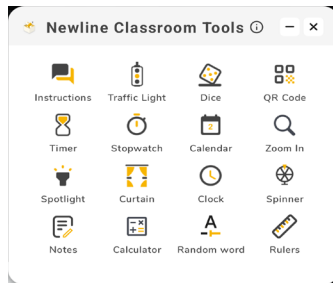 Newline Classroom Tools
Instructions Traffic Light Dice QR Code
2
Timer Stopwatch Calendar Zoom In
Spotlight Curtain Clock Spinner
A
Notes Calculator Random word Rulers